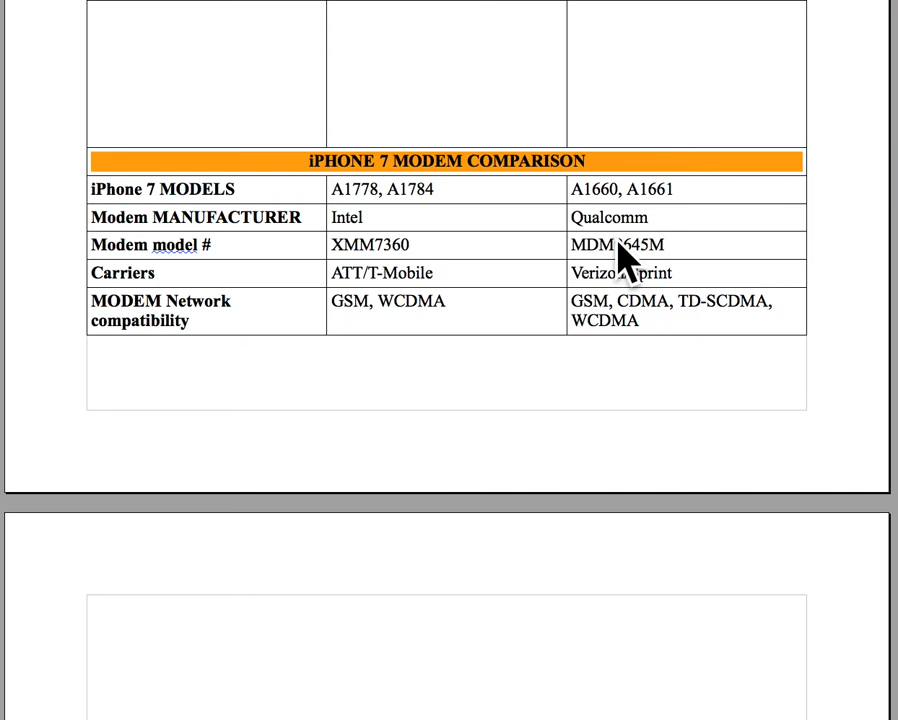 iPHONE 7 MODEM COMPARISON
iPhone 7 MODELS A1778, A1784 A1660, A1661
Modem MANUFACTURER Intel Qualcomm
Modem model # XMM7360
Carriers ATT/T-Mobile
MODEM Network GSM, WCDMA GSM, CDMA, TD-SCDMA,
compatibility WCDMA